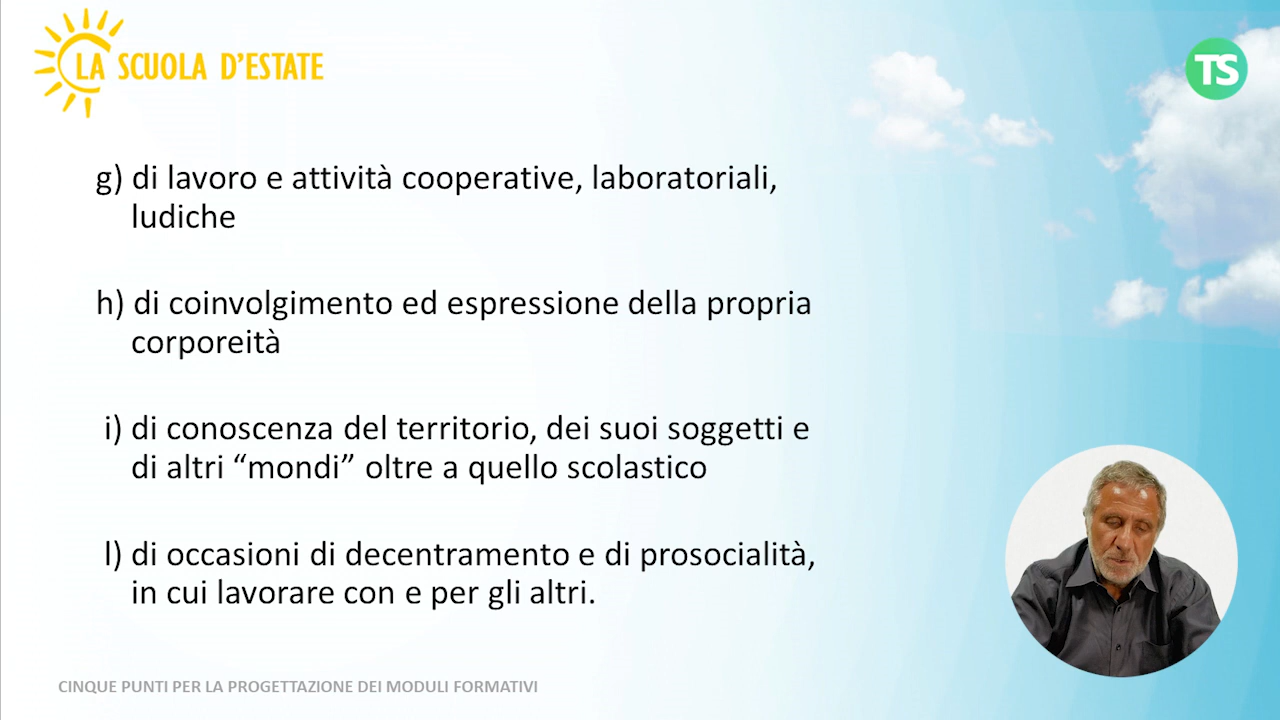 LA SCUOLA D'ESTATE
TS
g) di lavoro e attività cooperative, laboratoriali,
ludiche
h) di coinvolgimento ed espressione della propria
corporeità
i) di conoscenza del territorio, dei suoi soggetti e
di altri “mondi” oltre a quello scolastico
l) di occasioni di decentramento e di prosocialità,
in cui lavorare con e per gli altri.
CINQUE PUNTI PER LA PROGETTAZIONE DEI MODULI FORMATIVI